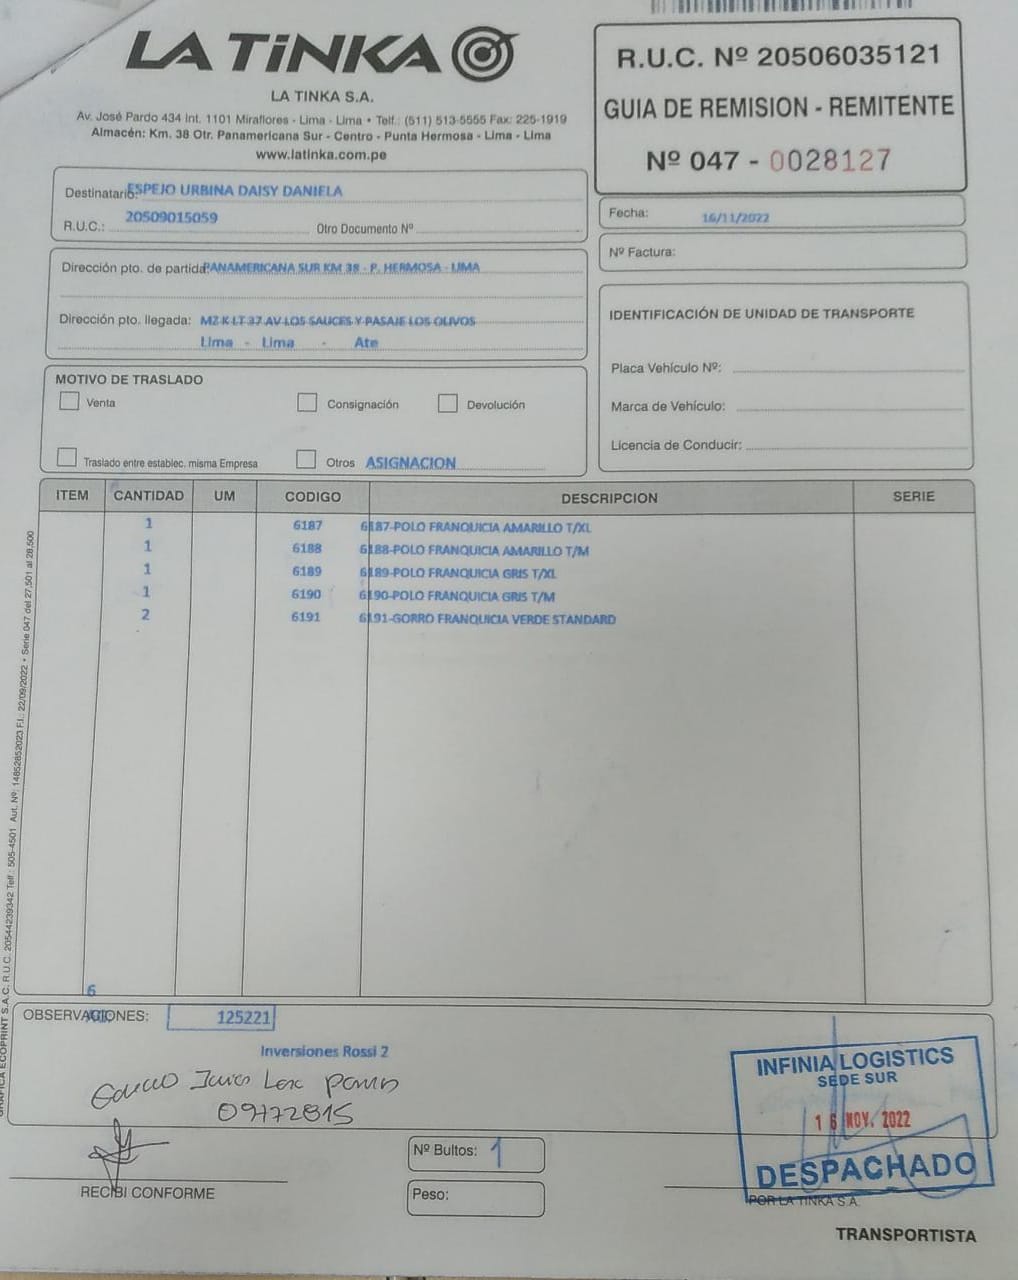 LA TiNKA
LA TINKA S.A.
Av. José Pardo 434 Int. 1101 Miraflores - Lima - Lima • Telf.: (511) 513-5555 Fax: 225-1919
Almacén: Km. 38 Otr. Panamericana Sur - Centro - Punta Hermosa - Lima - Lima
www.latinka.com.pe
R.U.C. Nº 20506035121
GUIA DE REMISION - REMITENTE
Nº 047 - 0028127
Destinatario: ESPEJO URBINA DAISY DANIELA
R.U.C.: 20509015059 Otro Documento Nº
Fecha: 16/11/2022
Nº Factura:
Dirección pto. de partida PANAMERICANA SUR KM 38 - P. HERMOSA - LIMA
Dirección pto. llegada: MZ K LT 37 AV LOS SAUCES Y PASAJE LOS OLIVOS
Lima - Lima - Ate
IDENTIFICACIÓN DE UNIDAD DE TRANSPORTE
Placa Vehículo Nº:
Marca de Vehículo:
Licencia de Conducir:
MOTIVO DE TRASLADO
Venta Consignación Devolución
Traslado entre establec. misma Empresa Otros ASIGNACION
ITEM CANTIDAD UM CODIGO DESCRIPCION SERIE
1 6187 6187-POLO FRANQUICIA AMARILLO T/XL
1 6188 6188-POLO FRANQUICIA AMARILLO T/M
1 6189 6189-POLO FRANQUICIA GRIS T/XL
1 6190 6190-POLO FRANQUICIA GRIS T/M
2 6191 6191-GORRO FRANQUICIA VERDE STANDARD
6
OBSERVACIONES: 125221
Inversiones Rossi 2
09772815
RECIBI CONFORME
Nº Bultos: 1
Peso:
INFINIA LOGISTICS
SEDE SUR
16 NOV. 2022
DESPACHADO
POR LA TINKA S.A.
TRANSPORTISTA
GRAFICA ECOPRINT S.A.C. R.U.C. 20544239342 Telf.: 505-4501 Aut. Nº: 14852852023 F.I.: 22/09/2022 • Serie 047 del 27,501 al 28,500